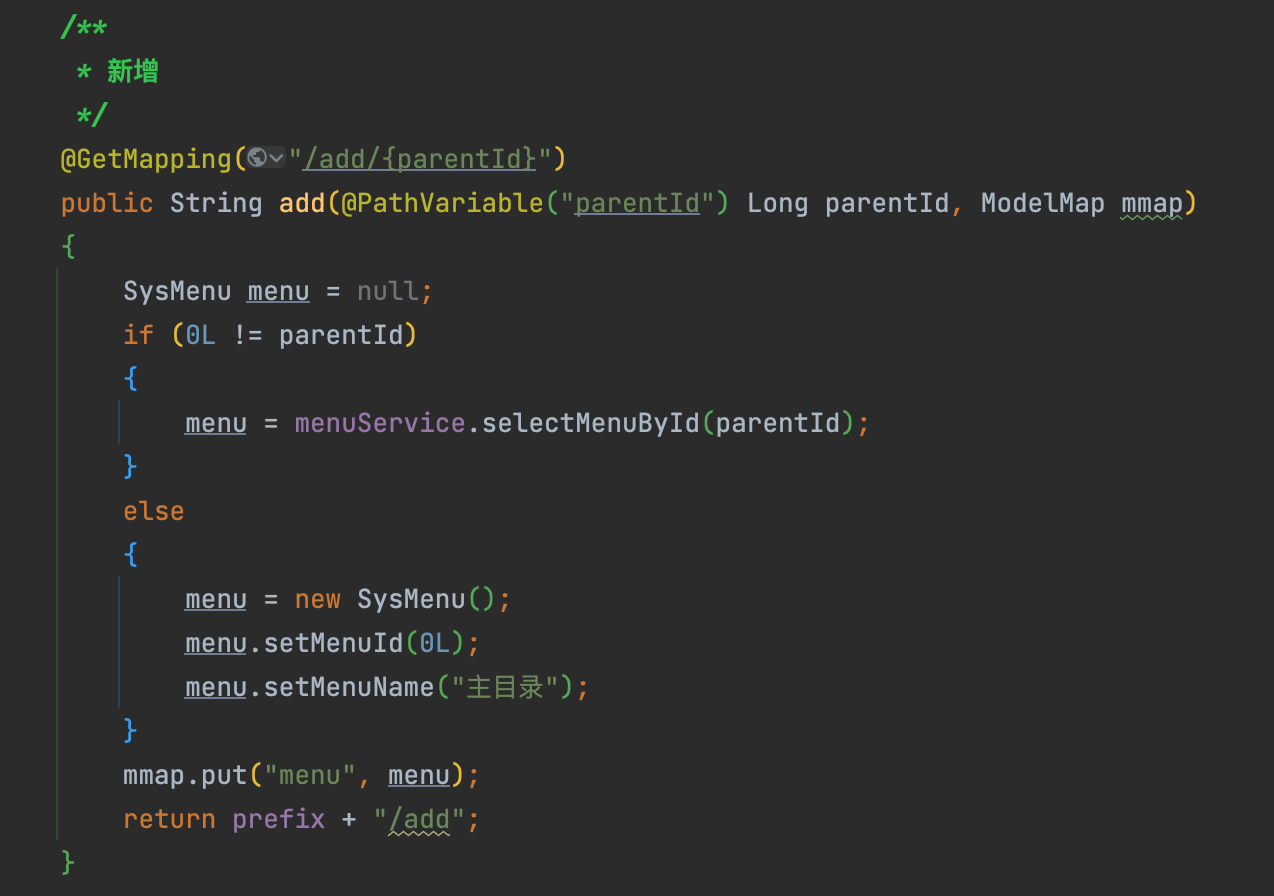 /**
 * 新增
 */
@GetMapping("/add/{parentId}")
public String add(@PathVariable("parentId") Long parentId, ModelMap mmap)
{
    SysMenu menu = null;
    if (0L != parentId)
    {
        menu = menuService.selectMenuById(parentId);
    }
    else
    {
        menu = new SysMenu();
        menu.setMenuId(0L);
        menu.setMenuName("主目录");
    }
    mmap.put("menu", menu);
    return prefix + "/add";
}